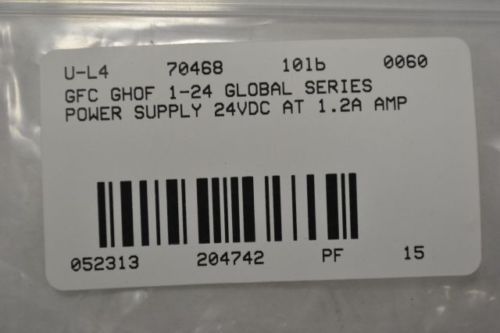 U-L4 70468 10lb 0060
GFC GHOF 1-24 GLOBAL SERIES
POWER SUPPLY 24VDC AT 1.2A AMP
052313 204742 PF 15